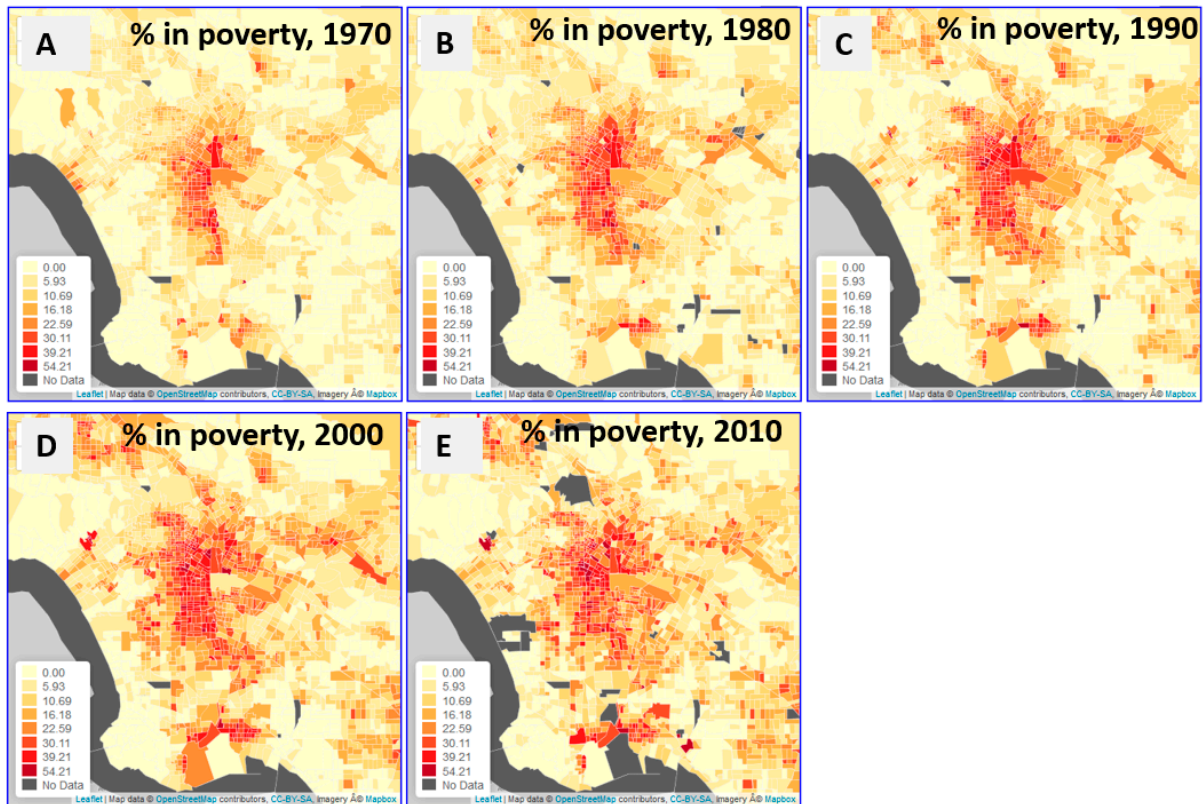 A
% in poverty, 1970
0.00
5.93
10.69
16.18
22.59
30.11
39.21
54.21
No Data
Leaflet | Map data © OpenStreetMap contributors, CC-BY-SA, Imagery Â© Mapbox
B
% in poverty, 1980
0.00
5.93
10.69
16.18
22.59
30.11
39.21
54.21
No Data
Leaflet | Map data © OpenStreetMap contributors, CC-BY-SA, Imagery Â© Mapbox
C
% in poverty, 1990
0.00
5.93
10.69
16.18
22.59
30.11
39.21
54.21
No Data
Leaflet | Map data © OpenStreetMap contributors, CC-BY-SA, Imagery Â© Mapbox
D
% in poverty, 2000
0.00
5.93
10.69
16.18
22.59
30.11
39.21
54.21
No Data
Leaflet | Map data © OpenStreetMap contributors, CC-BY-SA, Imagery Â© Mapbox
E
% in poverty, 2010
0.00
5.93
10.69
16.18
22.59
30.11
39.21
54.21
No Data
Leaflet | Map data © OpenStreetMap contributors, CC-BY-SA, Imagery Â© Mapbox